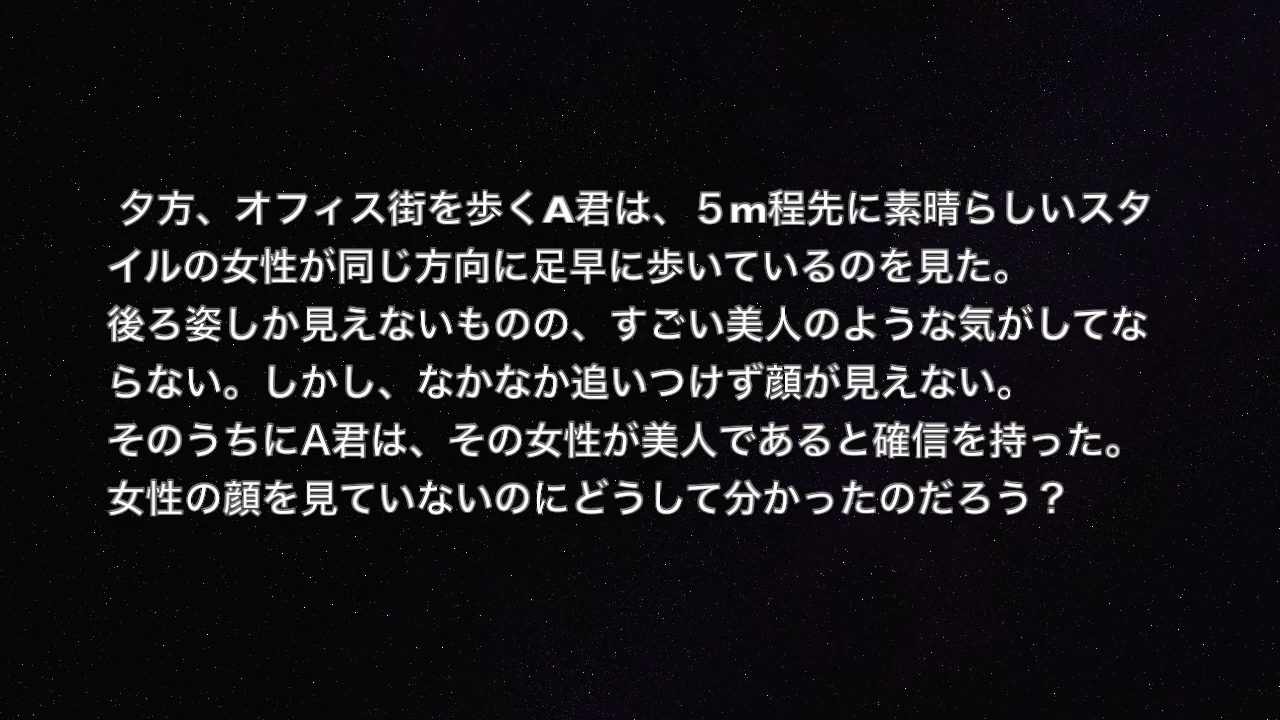 夕方、オフィス街を歩くA君は、５m程先に素晴らしいスタ
イルの女性が同じ方向に足早に歩いているのを見た。
後ろ姿しか見えないものの、すごい美人のような気がしてな
らない。しかし、なかなか追いつけず顔が見えない。
そのうちにA君は、その女性が美人であると確信を持った。
女性の顔を見ていないのにどうして分かったのだろう？